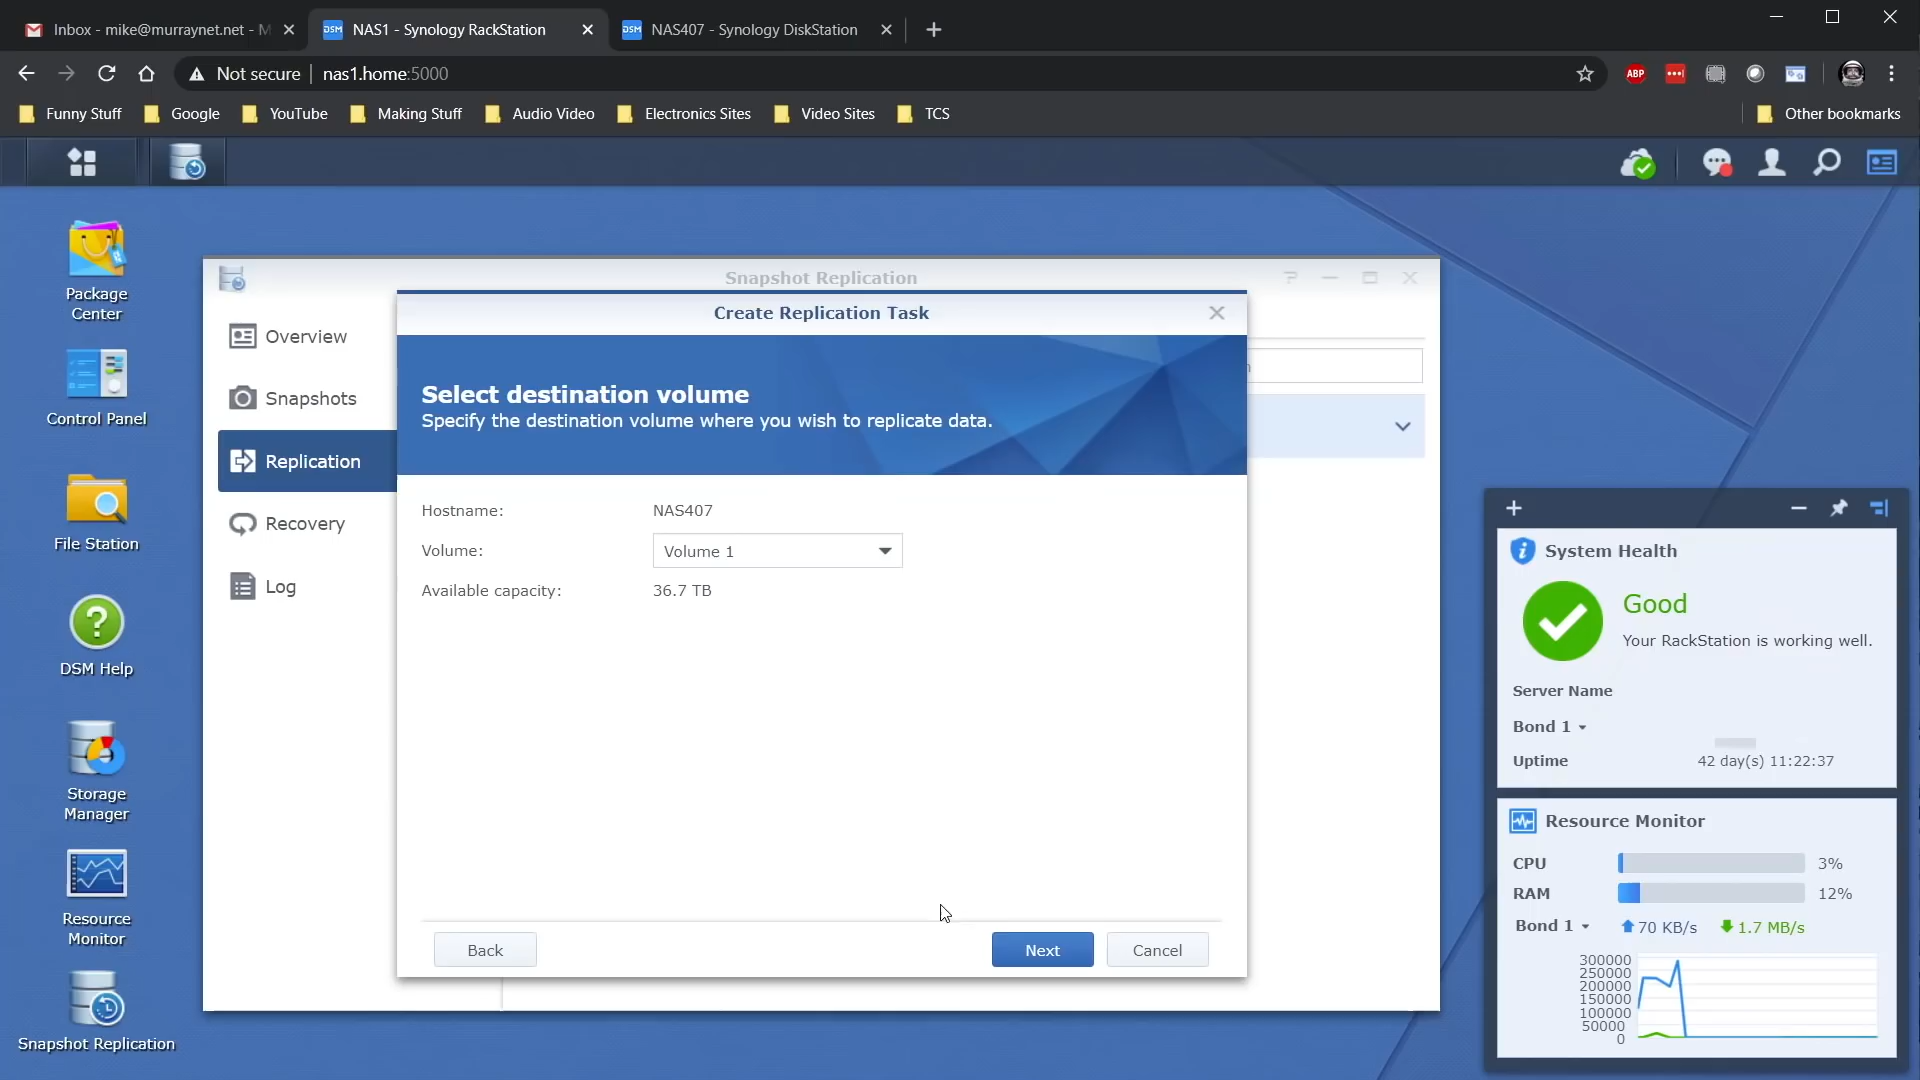 Inbox - mike@murraynet.net - M
NAS1 - Synology RackStation
NAS407 - Synology DiskStation
Not secure
nas1.home:5000
ABP
Funny Stuff
Google
YouTube
Making Stuff
Audio Video
Electronics Sites
Video Sites
TCS
Other bookmarks
Package
Center
Control Panel
File Station
DSM Help
Storage
Manager
Resource
Monitor
Snapshot Replication
Snapshot Replication
Overview
Snapshots
Replication
Recovery
Log
Create Replication Task
Select destination volume
Specify the destination volume where you wish to replicate data.
Hostname: NAS407
Volume: Volume 1
Available capacity: 36.7 TB
Back
Next
Cancel
System Health
Good
Your RackStation is working well.
Server Name
Bond 1
Uptime 42 day(s) 11:22:37
Resource Monitor
CPU 3%
RAM 12%
Bond 1 70 KB/s 1.7 MB/s
300000
250000
200000
150000
100000
50000
0